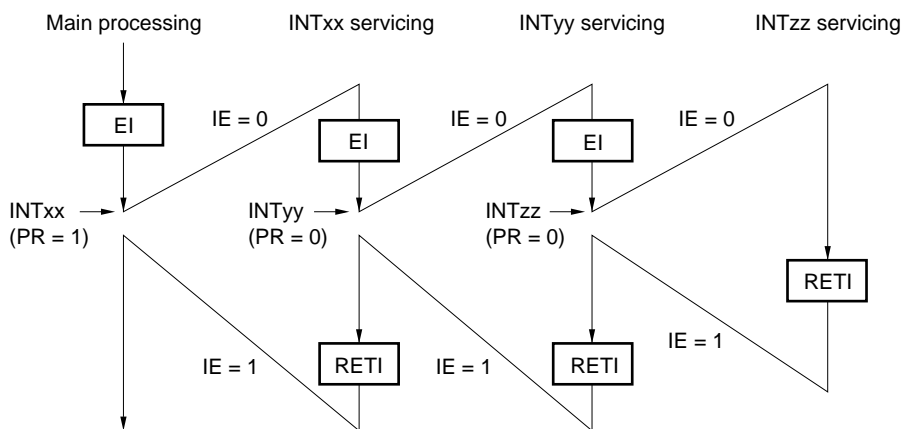 Main processing
INTxx servicing
INTyy servicing
INTzz servicing
EI
IE = 0
EI
IE = 0
EI
IE = 0
INTxx
(PR = 1)
INTyy
(PR = 0)
INTzz
(PR = 0)
RETI
IE = 1
RETI
IE = 1
RETI
IE = 1